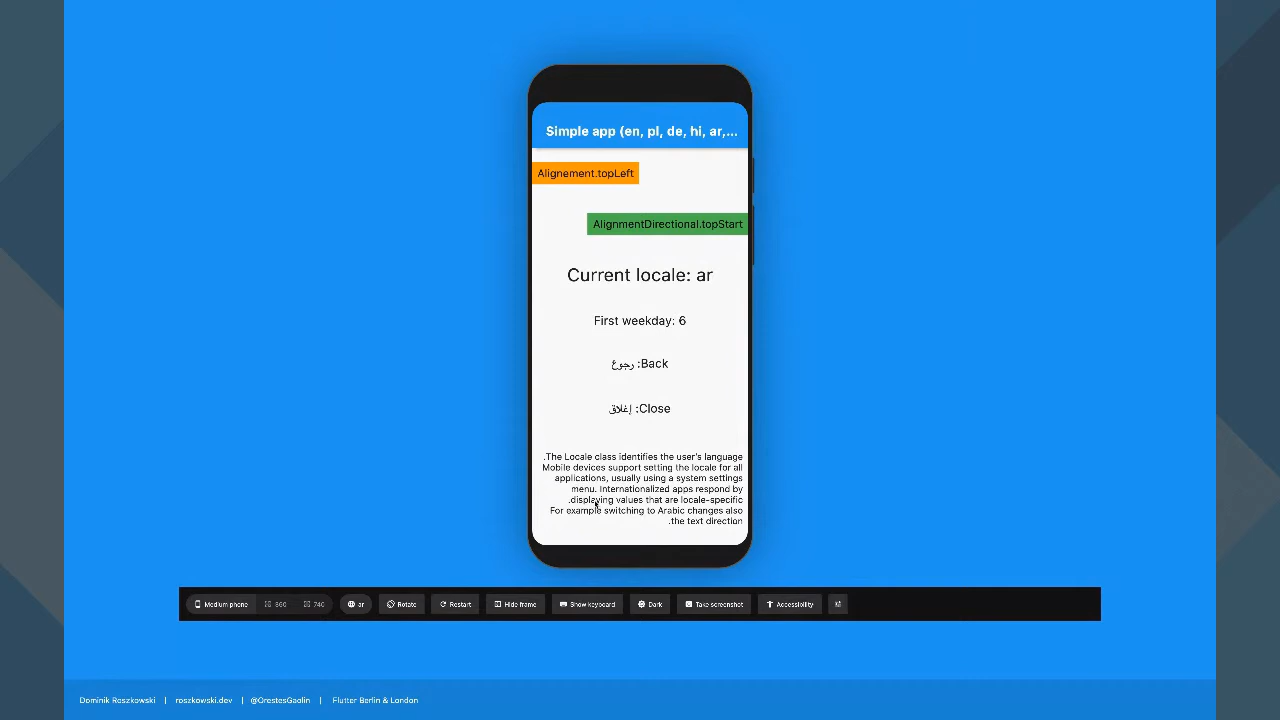 Simple app (en, pl, de, hi, ar,...
Alignement.topLeft
AlignmentDirectional.topStart
Current locale: ar
First weekday: 6
Back: رجوع
Close: إغلاق
.The Locale class identifies the user's language
Mobile devices support setting the locale for all
applications, usually using a system settings
menu. Internationalized apps respond by
.displaying values that are locale-specific
For example switching to Arabic changes also
.the text direction
Medium phone 360 740 ar Rotate Restart Hide frame Show keyboard Dark Take screenshot Accessibility
Dominik Roszkowski | roszkowski.dev | @OrestesGaolin | Flutter Berlin & London